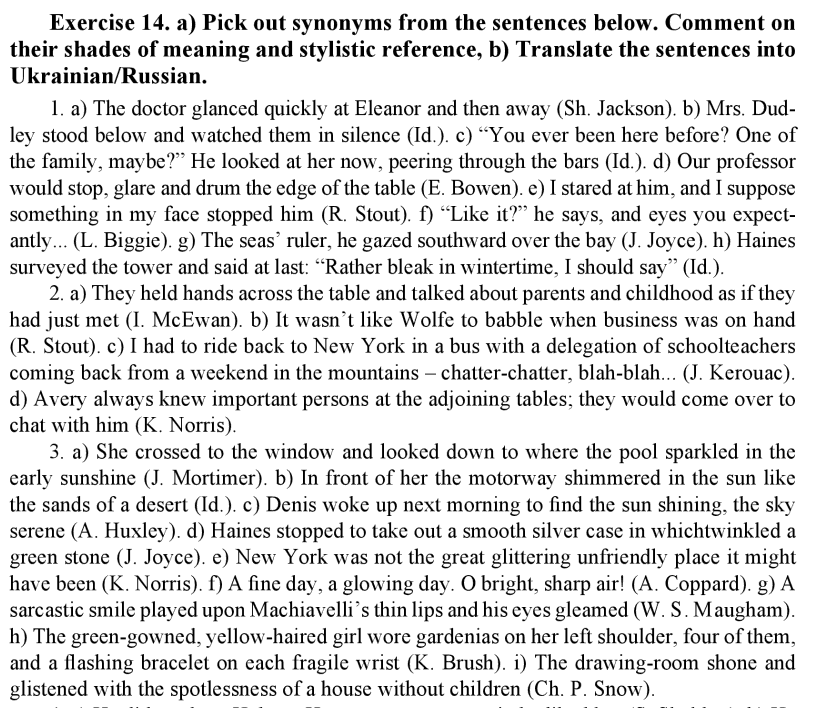 Exercise 14. a) Pick out synonyms from the sentences below. Comment on
their shades of meaning and stylistic reference, b) Translate the sentences into
Ukrainian/Russian.
1. a) The doctor glanced quickly at Eleanor and then away (Sh. Jackson). b) Mrs. Dud-
ley stood below and watched them in silence (Id.). c) “You ever been here before? One of
the family, maybe?” He looked at her now, peering through the bars (Id.). d) Our professor
would stop, glare and drum the edge of the table (E. Bowen). e) I stared at him, and I suppose
something in my face stopped him (R. Stout). f) “Like it?” he says, and eyes you expect-
antly... (L. Biggie). g) The seas’ ruler, he gazed southward over the bay (J. Joyce). h) Haines
surveyed the tower and said at last: “Rather bleak in wintertime, I should say” (Id.).
2. a) They held hands across the table and talked about parents and childhood as if they
had just met (I. McEwan). b) It wasn’t like Wolfe to babble when business was on hand
(R. Stout). c) I had to ride back to New York in a bus with a delegation of schoolteachers
coming back from a weekend in the mountains – chatter-chatter, blah-blah... (J. Kerouac).
d) Avery always knew important persons at the adjoining tables; they would come over to
chat with him (K. Norris).
3. a) She crossed to the window and looked down to where the pool sparkled in the
early sunshine (J. Mortimer). b) In front of her the motorway shimmered in the sun like
the sands of a desert (Id.). c) Denis woke up next morning to find the sun shining, the sky
serene (A. Huxley). d) Haines stopped to take out a smooth silver case in whichtwinkled a
green stone (J. Joyce). e) New York was not the great glittering unfriendly place it might
have been (K. Norris). f) A fine day, a glowing day. O bright, sharp air! (A. Coppard). g) A
sarcastic smile played upon Machiavelli’s thin lips and his eyes gleamed (W. S. Maugham).
h) The green-gowned, yellow-haired girl wore gardenias on her left shoulder, four of them,
and a flashing bracelet on each fragile wrist (K. Brush). i) The drawing-room shone and
glistened with the spotlessness of a house without children (Ch. P. Snow).